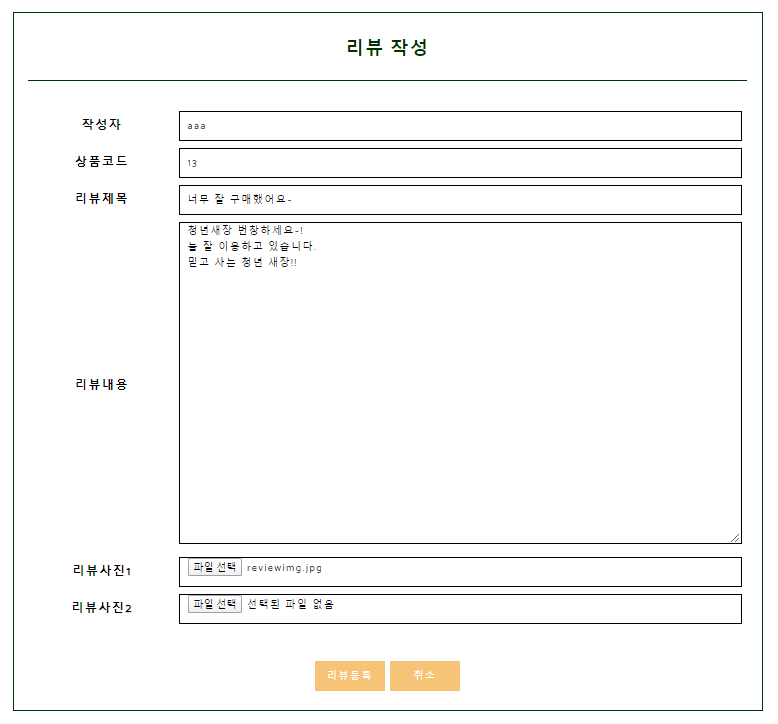 리뷰 작성
작성자 aaa
상품코드 13
리뷰제목 너무 잘 구매했어요~
리뷰내용
청년새장 번창하세요~!
늘 잘 이용하고 있습니다.
믿고 사는 청년 새장!!
리뷰사진1 파일 선택 reviewimg.jpg
리뷰사진2 파일 선택 선택된 파일 없음
리뷰등록 취소